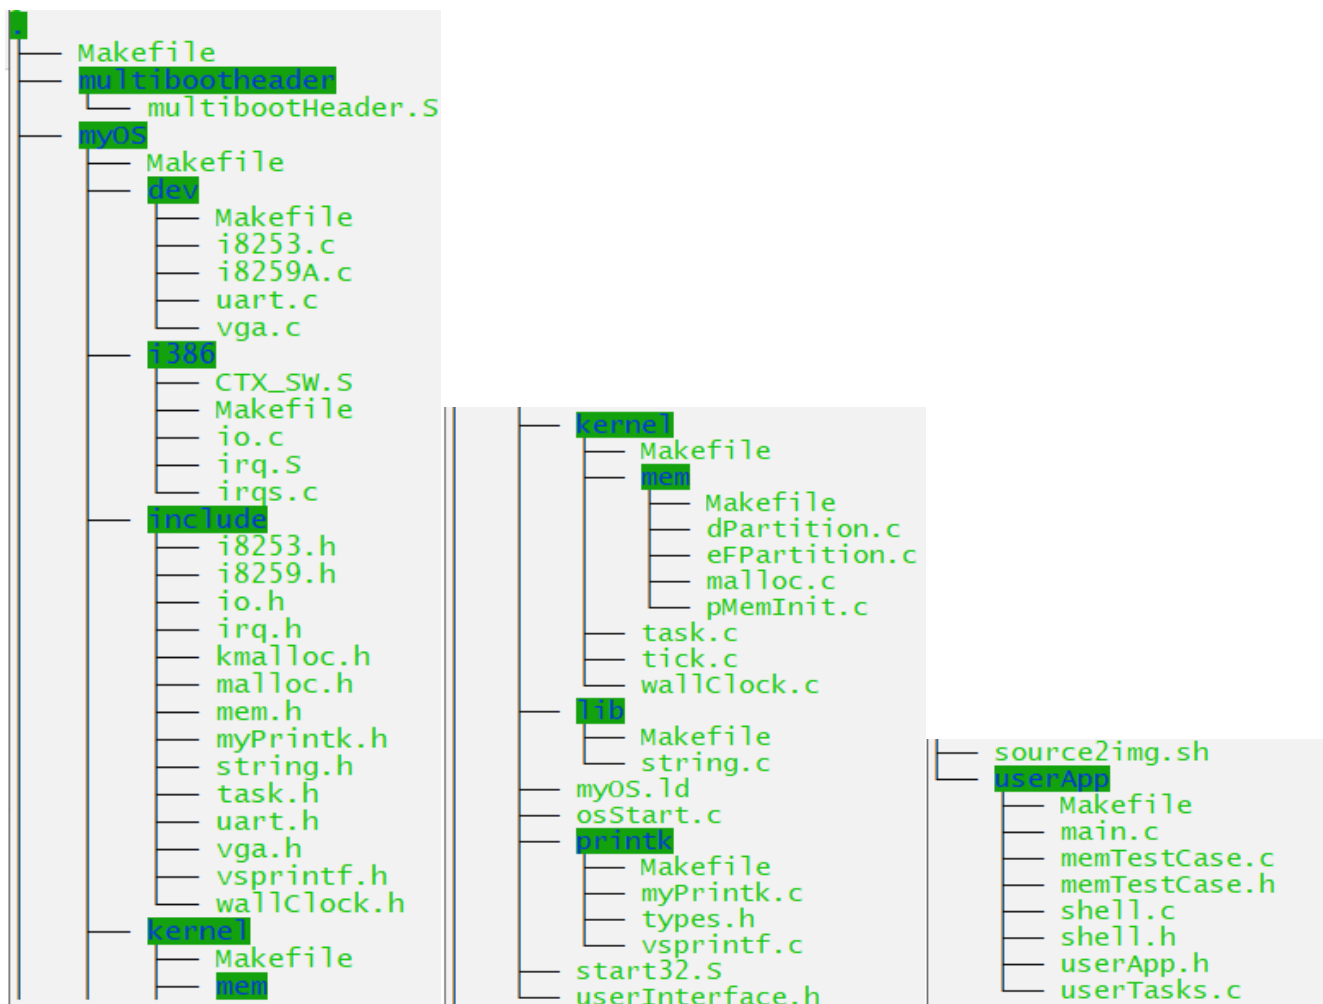 .
Makefile
multibootheader
multibootHeader.S
myOS
Makefile
dev
Makefile
i8253.c
i8259A.c
uart.c
vga.c
i386
CTX_SW.S
Makefile
io.c
irq.S
irqs.c
include
i8253.h
i8259.h
io.h
irq.h
kmalloc.h
malloc.h
mem.h
myPrintk.h
string.h
task.h
uart.h
vga.h
vsprintf.h
wallClock.h
kernel
Makefile
mem
kernel
Makefile
mem
Makefile
dPartition.c
eFPartition.c
malloc.c
pMemInit.c
task.c
tick.c
wallClock.c
lib
Makefile
string.c
myOS.ld
osStart.c
printk
Makefile
myPrintk.c
types.h
vsprintf.c
start32.S
userInterface.h
source2img.sh
userApp
Makefile
main.c
memTestCase.c
memTestCase.h
shell.c
shell.h
userApp.h
userTasks.c